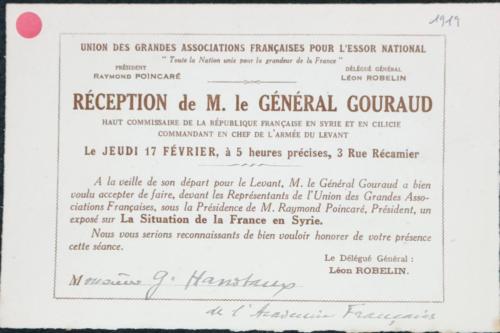 1919
UNION DES GRANDES ASSOCIATIONS FRANÇAISES POUR L'ESSOR NATIONAL
" Toute la Nation unie pour la grandeur de la France "
PRÉSIDENT
RAYMOND POINCARÉ
DÉLÉGUÉ GÉNÉRAL
LÉON ROBELIN
RÉCEPTION de M. le GÉNÉRAL GOURAUD
HAUT COMMISSAIRE DE LA RÉPUBLIQUE FRANÇAISE EN SYRIE ET EN CILICIE
COMMANDANT EN CHEF DE L'ARMÉE DU LEVANT
Le JEUDI 17 FÉVRIER, à 5 heures précises, 3 Rue Récamier
A la veille de son départ pour le Levant, M. le Général Gouraud a bien
voulu accepter de faire, devant les Représentants de l'Union des Grandes Asso-
ciations Françaises, sous la Présidence de M. Raymond Poincaré, Président, un
exposé sur La Situation de la France en Syrie.
Nous vous serions reconnaissants de bien vouloir honorer de votre présence
cette séance.
Le Délégué Général :
LÉON ROBELIN.
Monsieur G. Hanotaux
de l'Académie Française